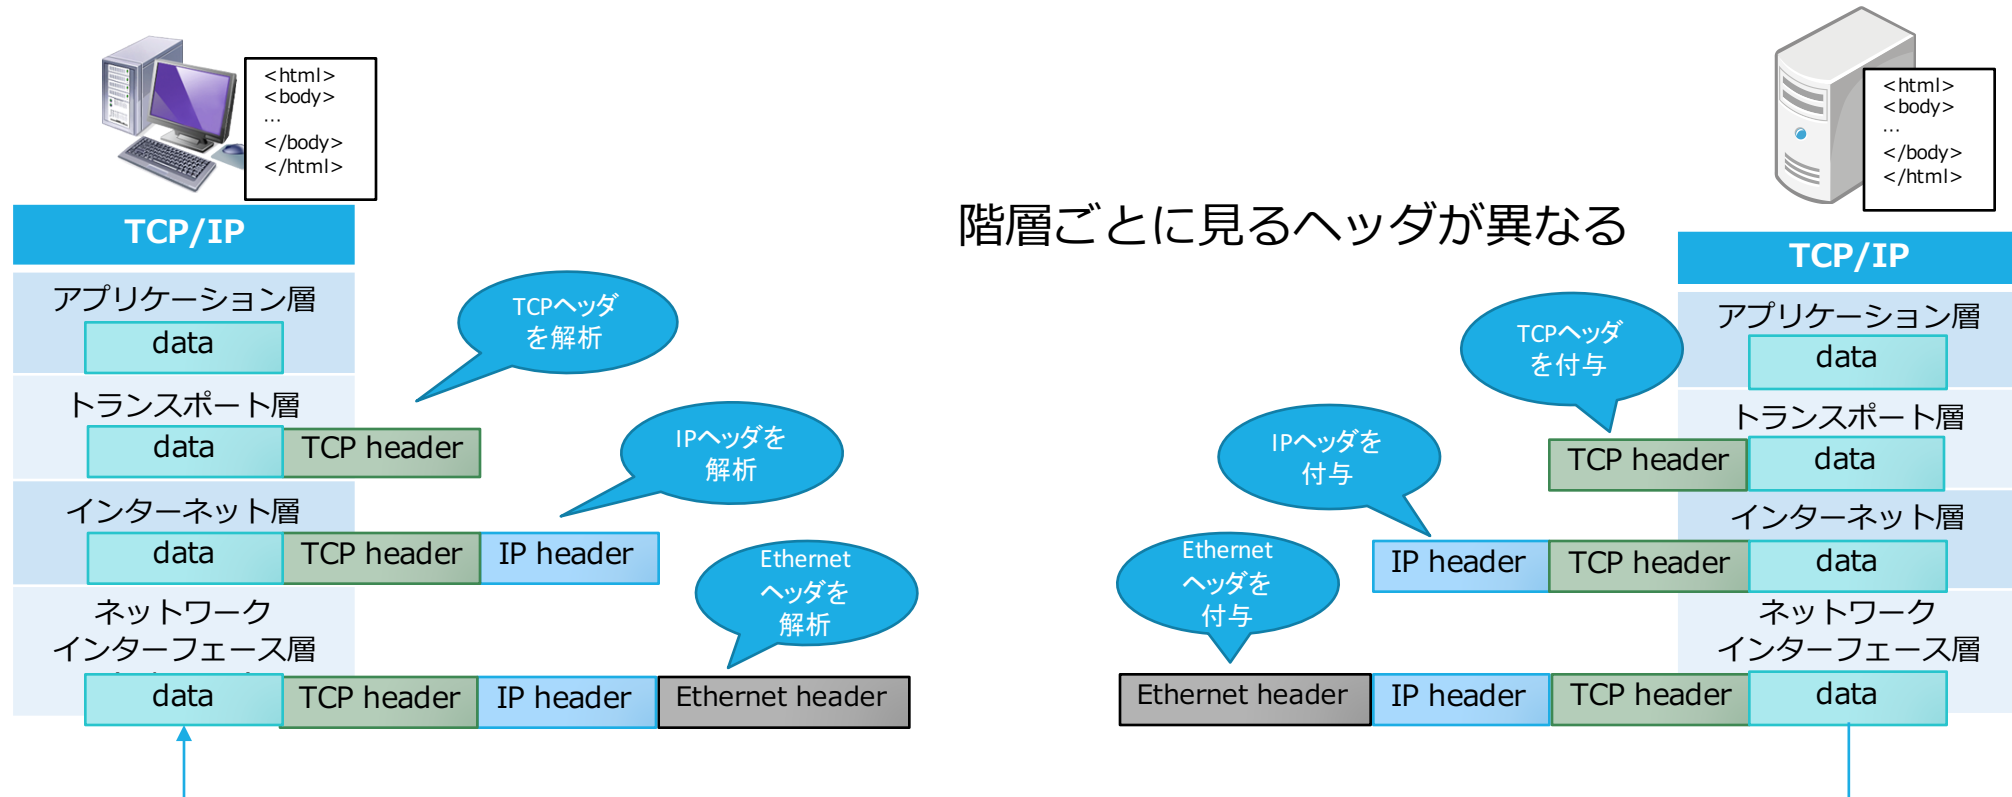 <html>
<body>
…
</body>
</html>
TCP/IP
アプリケーション層
data
トランスポート層
data
TCP header
インターネット層
data
TCP header
IP header
ネットワーク
インターフェース層
data
TCP header
IP header
Ethernet header
TCPヘッダ
を解析
IPヘッダを
解析
Ethernet
ヘッダを
解析
階層ごとに見るヘッダが異なる
<html>
<body>
…
</body>
</html>
TCP/IP
アプリケーション層
data
トランスポート層
TCP header
data
インターネット層
IP header
TCP header
data
ネットワーク
インターフェース層
Ethernet header
IP header
TCP header
data
TCPヘッダ
を付与
IPヘッダを
付与
Ethernet
ヘッダを
付与